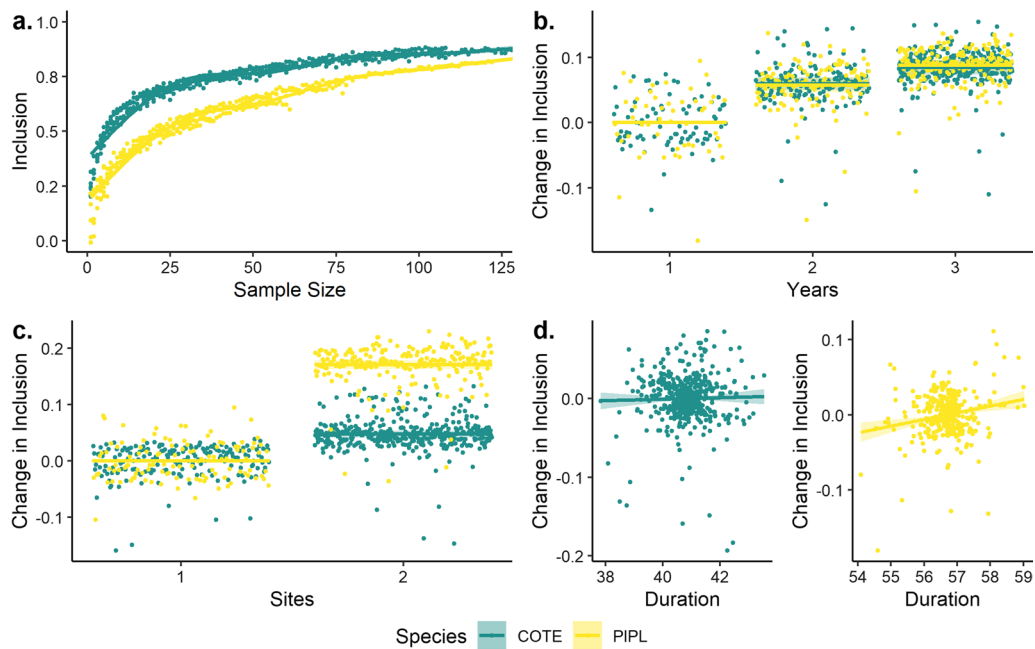 a.
Inclusion
1.0
0.8
0.5
0.2
0.0
0 25 50 75 100 125
Sample Size
b.
Change in Inclusion
0.1
0.0
-0.1
1 2 3
Years
c.
Change in Inclusion
0.2
0.1
0.0
-0.1
1 2
Sites
d.
Change in Inclusion
0.1
0.0
-0.1
-0.2
38 40 42
Duration
Change in Inclusion
0.1
0.0
-0.1
54 55 56 57 58 59
Duration
Species COTE PIPL